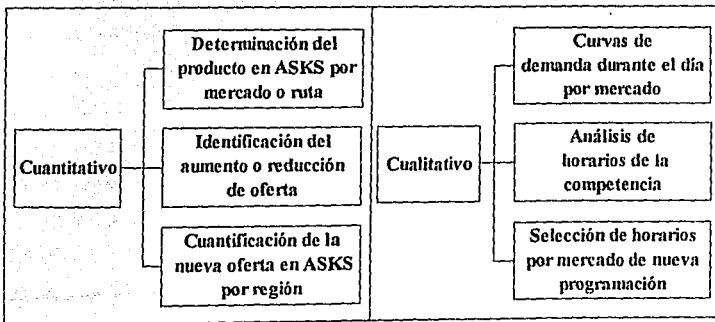 Cuantitativo
Determinación del
producto en ASKS por
mercado o ruta
Identificación del
aumento o reducción
de oferta
Cuantificación de la
nueva oferta en ASKS
por región
Cualitativo
Curvas de
demanda durante el día
por mercado
Análisis de
horarios de la
competencia
Selección de horarios
por mercado de nueva
programación